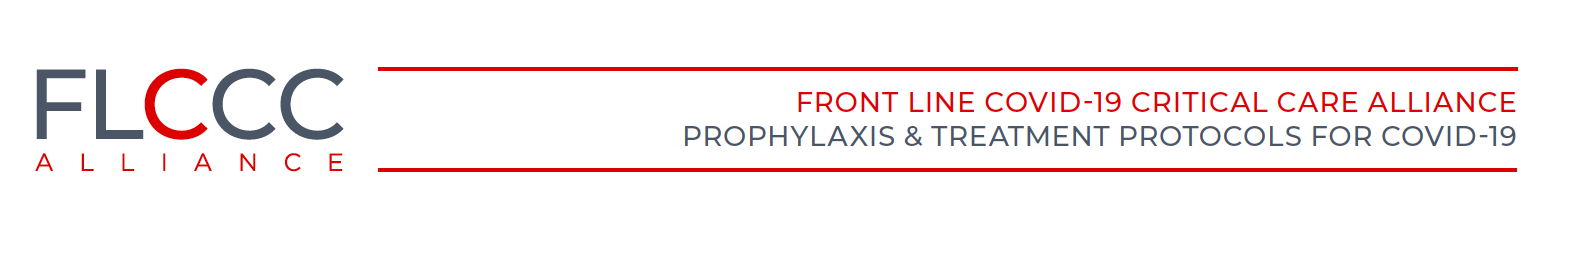 FLCCC
ALLIANCE
FRONT LINE COVID-19 CRITICAL CARE ALLIANCE
PROPHYLAXIS & TREATMENT PROTOCOLS FOR COVID-19